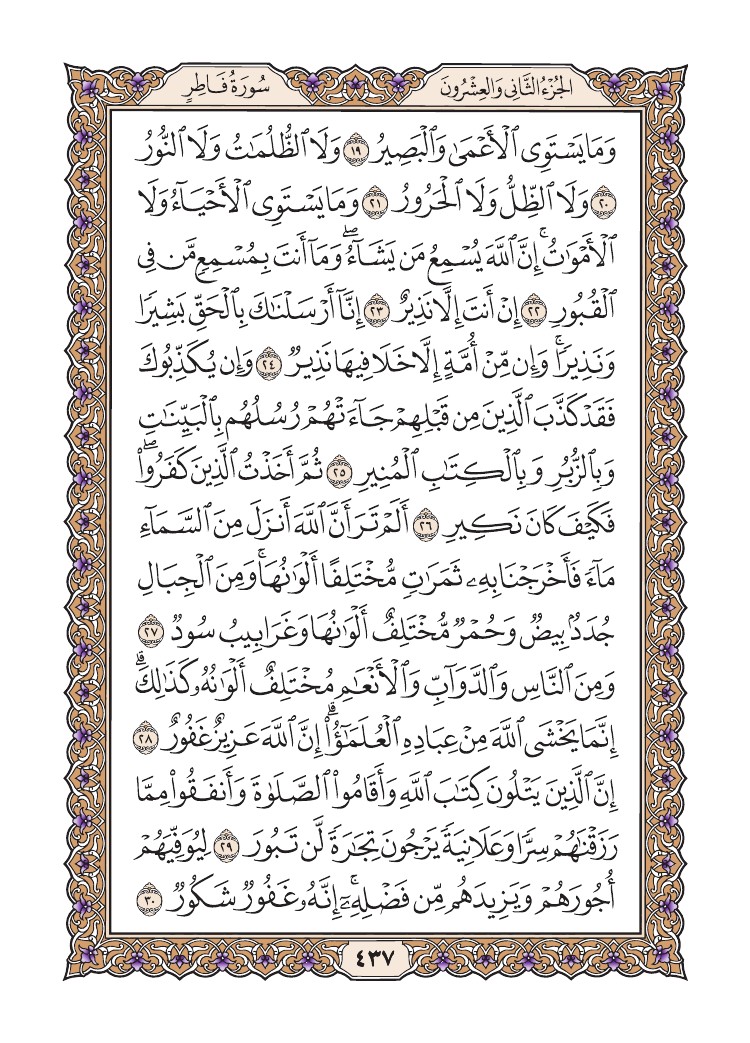 الجُزْءُ الثَّانِي وَالعِشْرُونَ
سُورَةُ فَاطِرٍ
وَمَا يَسْتَوِى ٱلْأَعْمَىٰ وَٱلْبَصِيرُ ١٩ وَلَا ٱلظُّلُمَٰتُ وَلَا ٱلنُّورُ
٢٠ وَلَا ٱلظِّلُّ وَلَا ٱلْحَرُورُ ٢١ وَمَا يَسْتَوِى ٱلْأَحْيَآءُ وَلَا
ٱلْأَمْوَٰتُ ۚ إِنَّ ٱللَّهَ يُسْمِعُ مَن يَشَآءُ ۖ وَمَآ أَنتَ بِمُسْمِعٍ مَّن فِى
ٱلْقُبُورِ ٢٢ إِنْ أَنتَ إِلَّا نَذِيرٌ ٢٣ إِنَّآ أَرْسَلْنَٰكَ بِٱلْحَقِّ بَشِيرًا
وَنَذِيرًا ۚ وَإِن مِّنْ أُمَّةٍ إِلَّا خَلَا فِيهَا نَذِيرٌ ٢٤ وَإِن يُكَذِّبُوكَ
فَقَدْ كَذَّبَ ٱلَّذِينَ مِن قَبْلِهِمْ جَآءَتْهُمْ رُسُلُهُم بِٱلْبَيِّنَٰتِ
وَبِٱلزُّبُرِ وَبِٱلْكِتَٰبِ ٱلْمُنِيرِ ٢٥ ثُمَّ أَخَذْتُ ٱلَّذِينَ كَفَرُوا۟ ۖ
فَكَيْفَ كَانَ نَكِيرِ ٢٦ أَلَمْ تَرَ أَنَّ ٱللَّهَ أَنزَلَ مِنَ ٱلسَّمَآءِ
مَآءً فَأَخْرَجْنَا بِهِۦ ثَمَرَٰتٍ مُّخْتَلِفًا أَلْوَٰنُهَا ۚ وَمِنَ ٱلْجِبَالِ
جُدَدٌۢ بِيضٌ وَحُمْرٌ مُّخْتَلِفٌ أَلْوَٰنُهَا وَغَرَابِيبُ سُودٌ ٢٧
وَمِنَ ٱلنَّاسِ وَٱلدَّوَآبِّ وَٱلْأَنْعَٰمِ مُخْتَلِفٌ أَلْوَٰنُهُۥ كَذَٰلِكَ ۗ
إِنَّمَا يَخْشَى ٱللَّهَ مِنْ عِبَادِهِ ٱلْعُلَمَٰٓؤُا۟ ۗ إِنَّ ٱللَّهَ عَزِيزٌ غَفُورٌ ٢٨
إِنَّ ٱلَّذِينَ يَتْلُونَ كِتَٰبَ ٱللَّهِ وَأَقَامُوا۟ ٱلصَّلَوٰةَ وَأَنفَقُوا۟ مِمَّا
رَزَقْنَٰهُمْ سِرًّا وَعَلَانِيَةً يَرْجُونَ تِجَٰرَةً لَّن تَبُورَ ٢٩ لِيُوَفِّيَهُمْ
أُجُورَهُمْ وَيَزِيدَهُم مِّن فَضْلِهِۦٓ ۚ إِنَّهُۥ غَفُورٌ شَكُورٌ ٣٠
٤٣٧